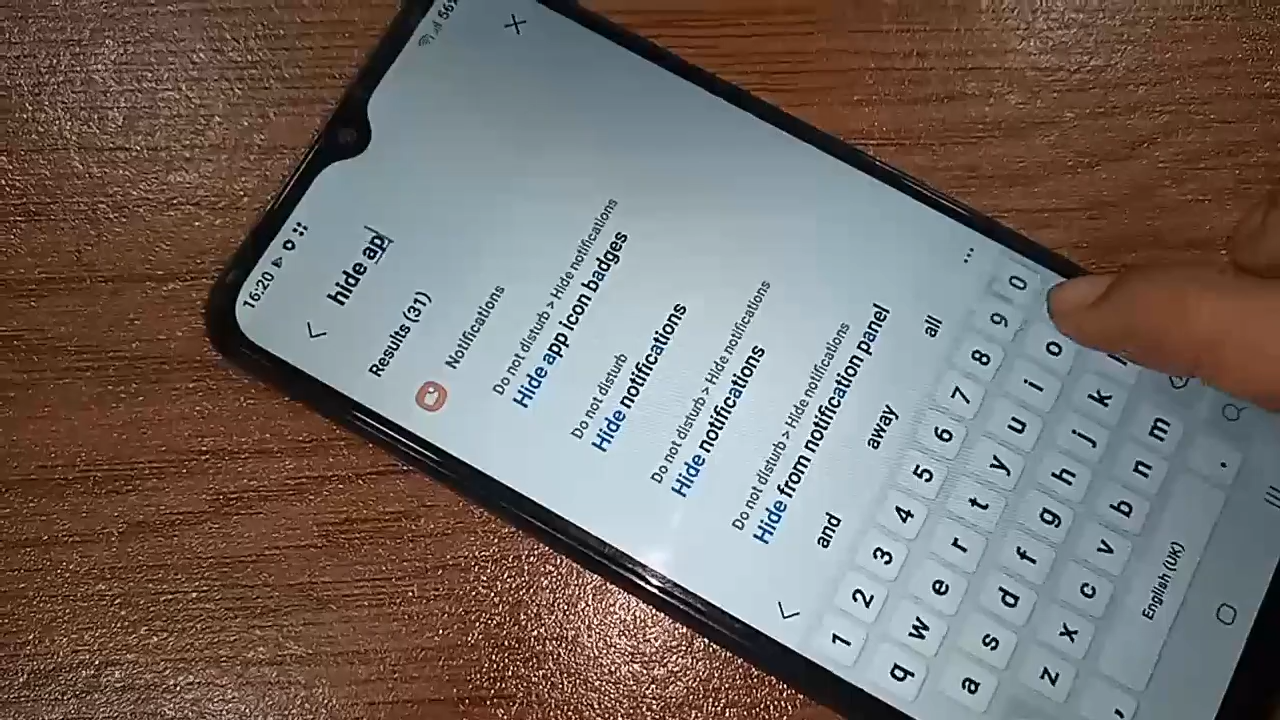 16:20
56%
hide ap
Results (31)
Notifications
Do not disturb > Hide notifications
Hide app icon badges
Do not disturb
Hide notifications
Do not disturb > Hide notifications
Hide notifications
Do not disturb > Hide notifications
Hide from notification panel
and away all
1 2 3 4 5 6 7 8 9 0
q w e r t y u i o
a s d f g h j k
z x c v b n m
, English (UK) .